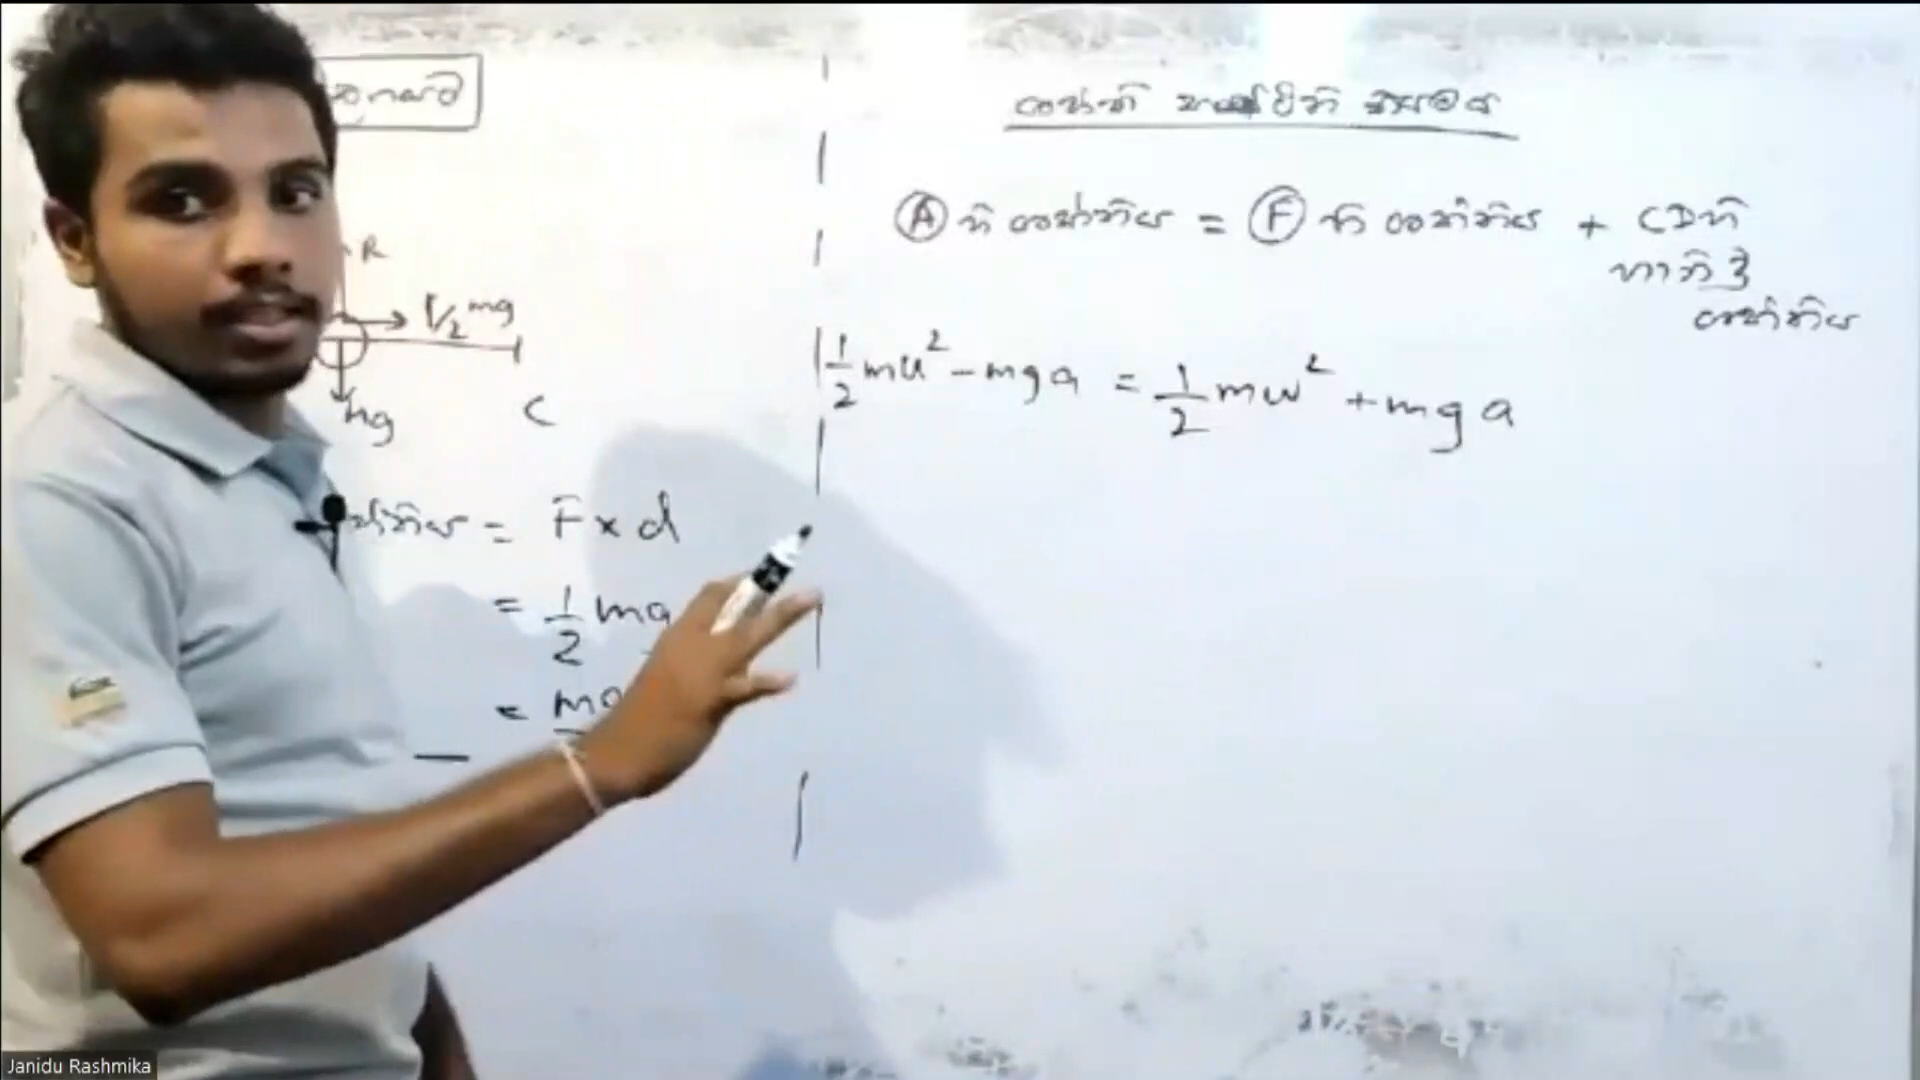 ශක්ති සංස්ථිති නියමය
Ⓐ හි ශක්තිය = Ⓕ හි ශක්තිය + CD හි
හානි වූ
ශක්තිය
R
1/2 mg
mg
C
1/2 mu² - mga = 1/2 mw² + mga
= F × d
= 1/2 mg
Janidu Rashmika